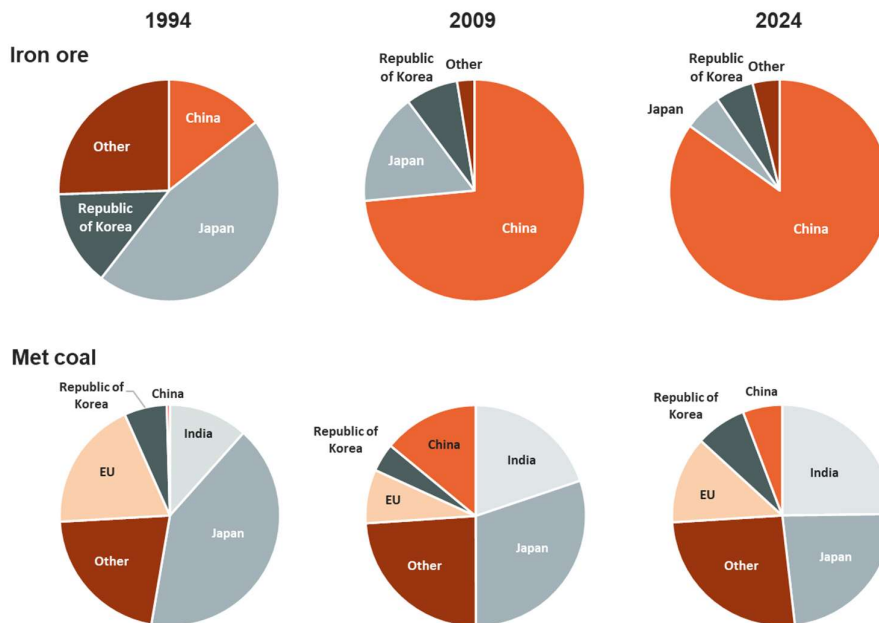 1994
2009
2024
Iron ore
China
Japan
Republic
of Korea
Other
Republic
of Korea
Other
Japan
China
Republic
of Korea
Other
Japan
China
Met coal
Republic of
Korea
China
India
EU
Japan
Other
Republic of
Korea
China
India
EU
Japan
Other
Republic of
Korea
China
India
EU
Japan
Other